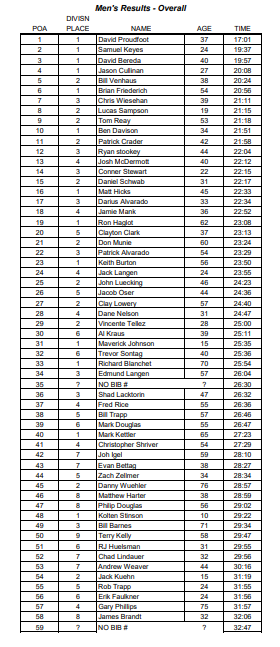 Men's Results - Overall
DIVISN
POA PLACE NAME AGE TIME
1 1 David Proudfoot 37 17:01
2 1 Samuel Keyes 24 19:37
3 1 David Bereda 40 19:57
4 1 Jason Cullinan 27 20:08
5 2 Bill Venhaus 38 20:24
6 1 Brian Friederich 54 20:56
7 3 Chris Wiesehan 39 21:11
8 2 Lucas Sampson 19 21:15
9 2 Tom Reay 53 21:18
10 1 Ben Davison 34 21:51
11 2 Patrick Crader 42 21:58
12 3 Ryan stookey 44 22:04
13 4 Josh McDermott 40 22:12
14 3 Conner Stewart 22 22:15
15 2 Daniel Schwab 31 22:17
16 1 Matt Hicks 45 22:33
17 3 Darius Alvarado 33 22:34
18 4 Jamie Mank 36 22:52
19 1 Ron Haglot 62 23:08
20 5 Clayton Clark 37 23:13
21 2 Don Munie 60 23:24
22 3 Patrick Alvarado 54 23:29
23 1 Keith Burton 56 23:50
24 4 Jack Langen 24 23:55
25 2 John Luecking 46 24:23
26 5 Jacob Oser 44 24:36
27 2 Clay Lowery 57 24:40
28 4 Dane Nelson 31 24:47
29 2 Vincente Tellez 28 25:00
30 6 Al Kraus 39 25:11
31 1 Maverick Johnson 15 25:35
32 6 Trevor Sontag 40 25:36
33 1 Richard Blanchet 70 25:54
34 3 Edmund Langen 57 26:04
35 ? NO BIB # ? 26:30
36 3 Shad Lacktorin 47 26:32
37 4 Fred Rice 55 26:36
38 5 Bill Trapp 57 26:46
39 6 Mark Douglas 55 26:47
40 1 Mark Kettler 65 27:23
41 4 Christopher Shriver 54 27:29
42 7 Joh Igel 59 28:10
43 7 Evan Bettag 38 28:27
44 5 Zach Zellmer 34 28:34
45 2 Danny Wuehler 76 28:57
46 8 Matthew Harter 38 28:59
47 8 Philip Douglas 56 29:02
48 1 Kolten Stinson 10 29:22
49 3 Bill Barnes 71 29:34
50 9 Terry Kelly 58 29:47
51 6 RJ Huelsman 31 29:55
52 7 Chad Lindauer 32 29:56
53 7 Andrew Weaver 44 30:16
54 2 Jack Kuehn 15 31:19
55 5 Rob Trapp 24 31:55
56 6 Erik Faulkner 24 31:56
57 4 Gary Phillips 75 31:57
58 8 James Brandt 32 32:06
59 ? NO BIB # ? 32:47